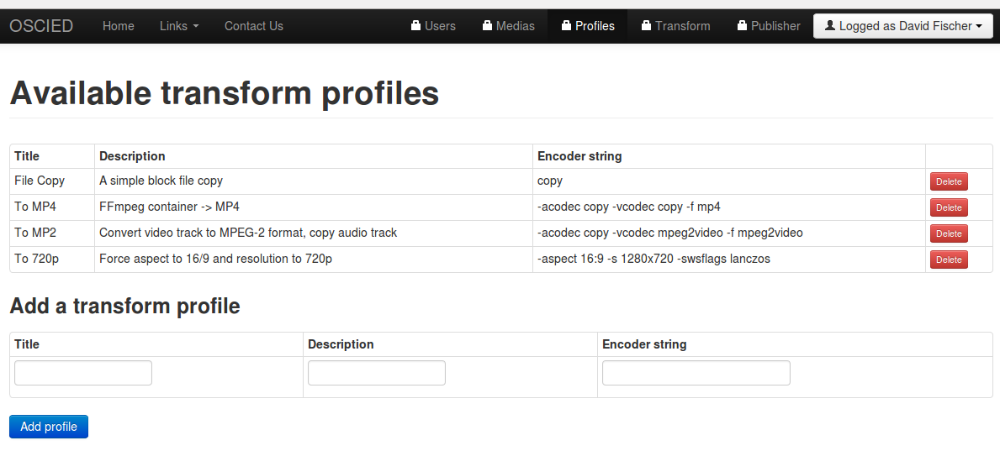 OSCIED Home Links Contact Us Users Medias Profiles Transform Publisher Logged as David Fischer
Available transform profiles
Title Description Encoder string
File Copy A simple block file copy copy Delete
To MP4 FFmpeg container -> MP4 -acodec copy -vcodec copy -f mp4 Delete
To MP2 Convert video track to MPEG-2 format, copy audio track -acodec copy -vcodec mpeg2video -f mpeg2video Delete
To 720p Force aspect to 16/9 and resolution to 720p -aspect 16:9 -s 1280x720 -swsflags lanczos Delete
Add a transform profile
Title Description Encoder string
Add profile